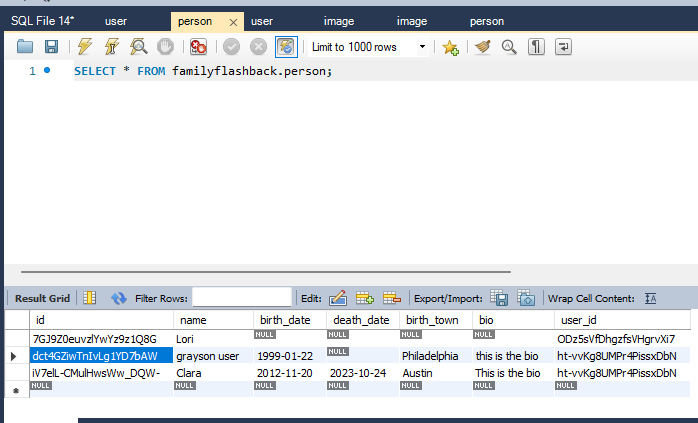 SQL File 14* user person × user image image person
Limit to 1000 rows
1 SELECT * FROM familyflashback.person;
Result Grid Filter Rows: Edit: Export/Import: Wrap Cell Content: IA
id name birth_date death_date birth_town bio user_id
7GJ9Z0euvzlYwYz9z1Q8G Lori NULL NULL NULL NULL ODz5sVfDhgzfsVHgrvXi7
dct4GZiwTnIvLg1YD7bAW grayson user 1999-01-22 NULL Philadelphia this is the bio ht-vvKg8UMPr4PissxDbN
iV7elL-CMulHwsWw_DQW- Clara 2012-11-20 2023-10-24 Austin This is the bio ht-vvKg8UMPr4PissxDbN
NULL NULL NULL NULL NULL NULL NULL